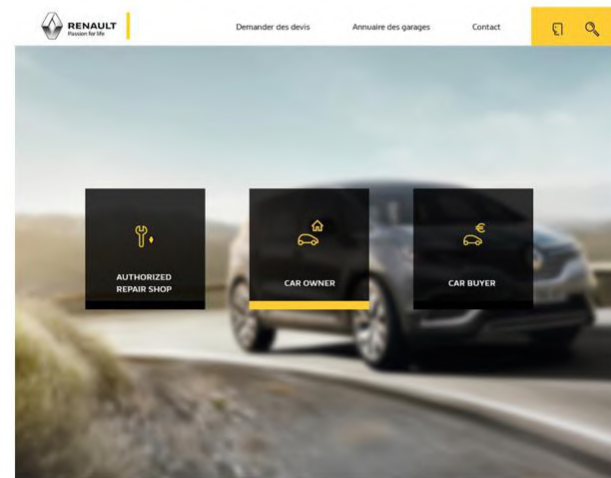 RENAULT
Passion for life
Demander des devis
Annuaire des garages
Contact
AUTHORIZED
REPAIR SHOP
CAR OWNER
CAR BUYER